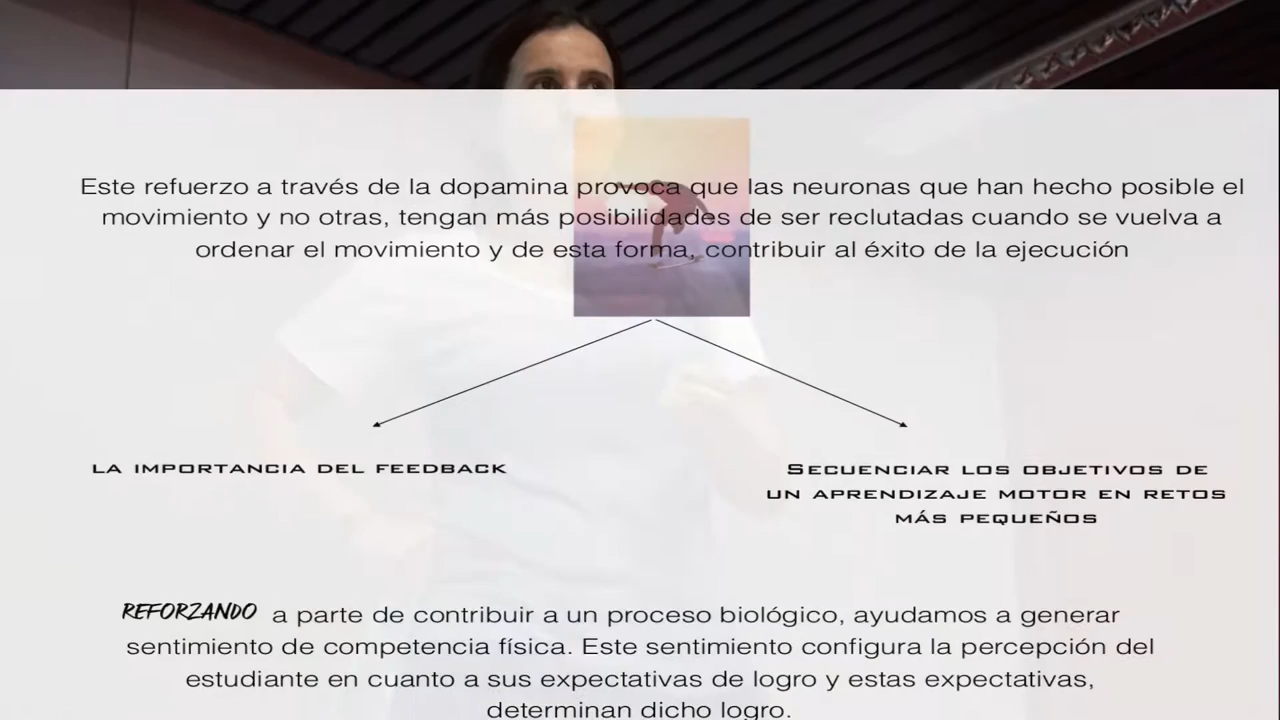 Este refuerzo a través de la dopamina provoca que las neuronas que han hecho posible el
movimiento y no otras, tengan más posibilidades de ser reclutadas cuando se vuelva a
ordenar el movimiento y de esta forma, contribuir al éxito de la ejecución
LA IMPORTANCIA DEL FEEDBACK
SECUENCIAR LOS OBJETIVOS DE
UN APRENDIZAJE MOTOR EN RETOS
MÁS PEQUEÑOS
REFORZANDO a parte de contribuir a un proceso biológico, ayudamos a generar
sentimiento de competencia física. Este sentimiento configura la percepción del
estudiante en cuanto a sus expectativas de logro y estas expectativas,
determinan dicho logro.